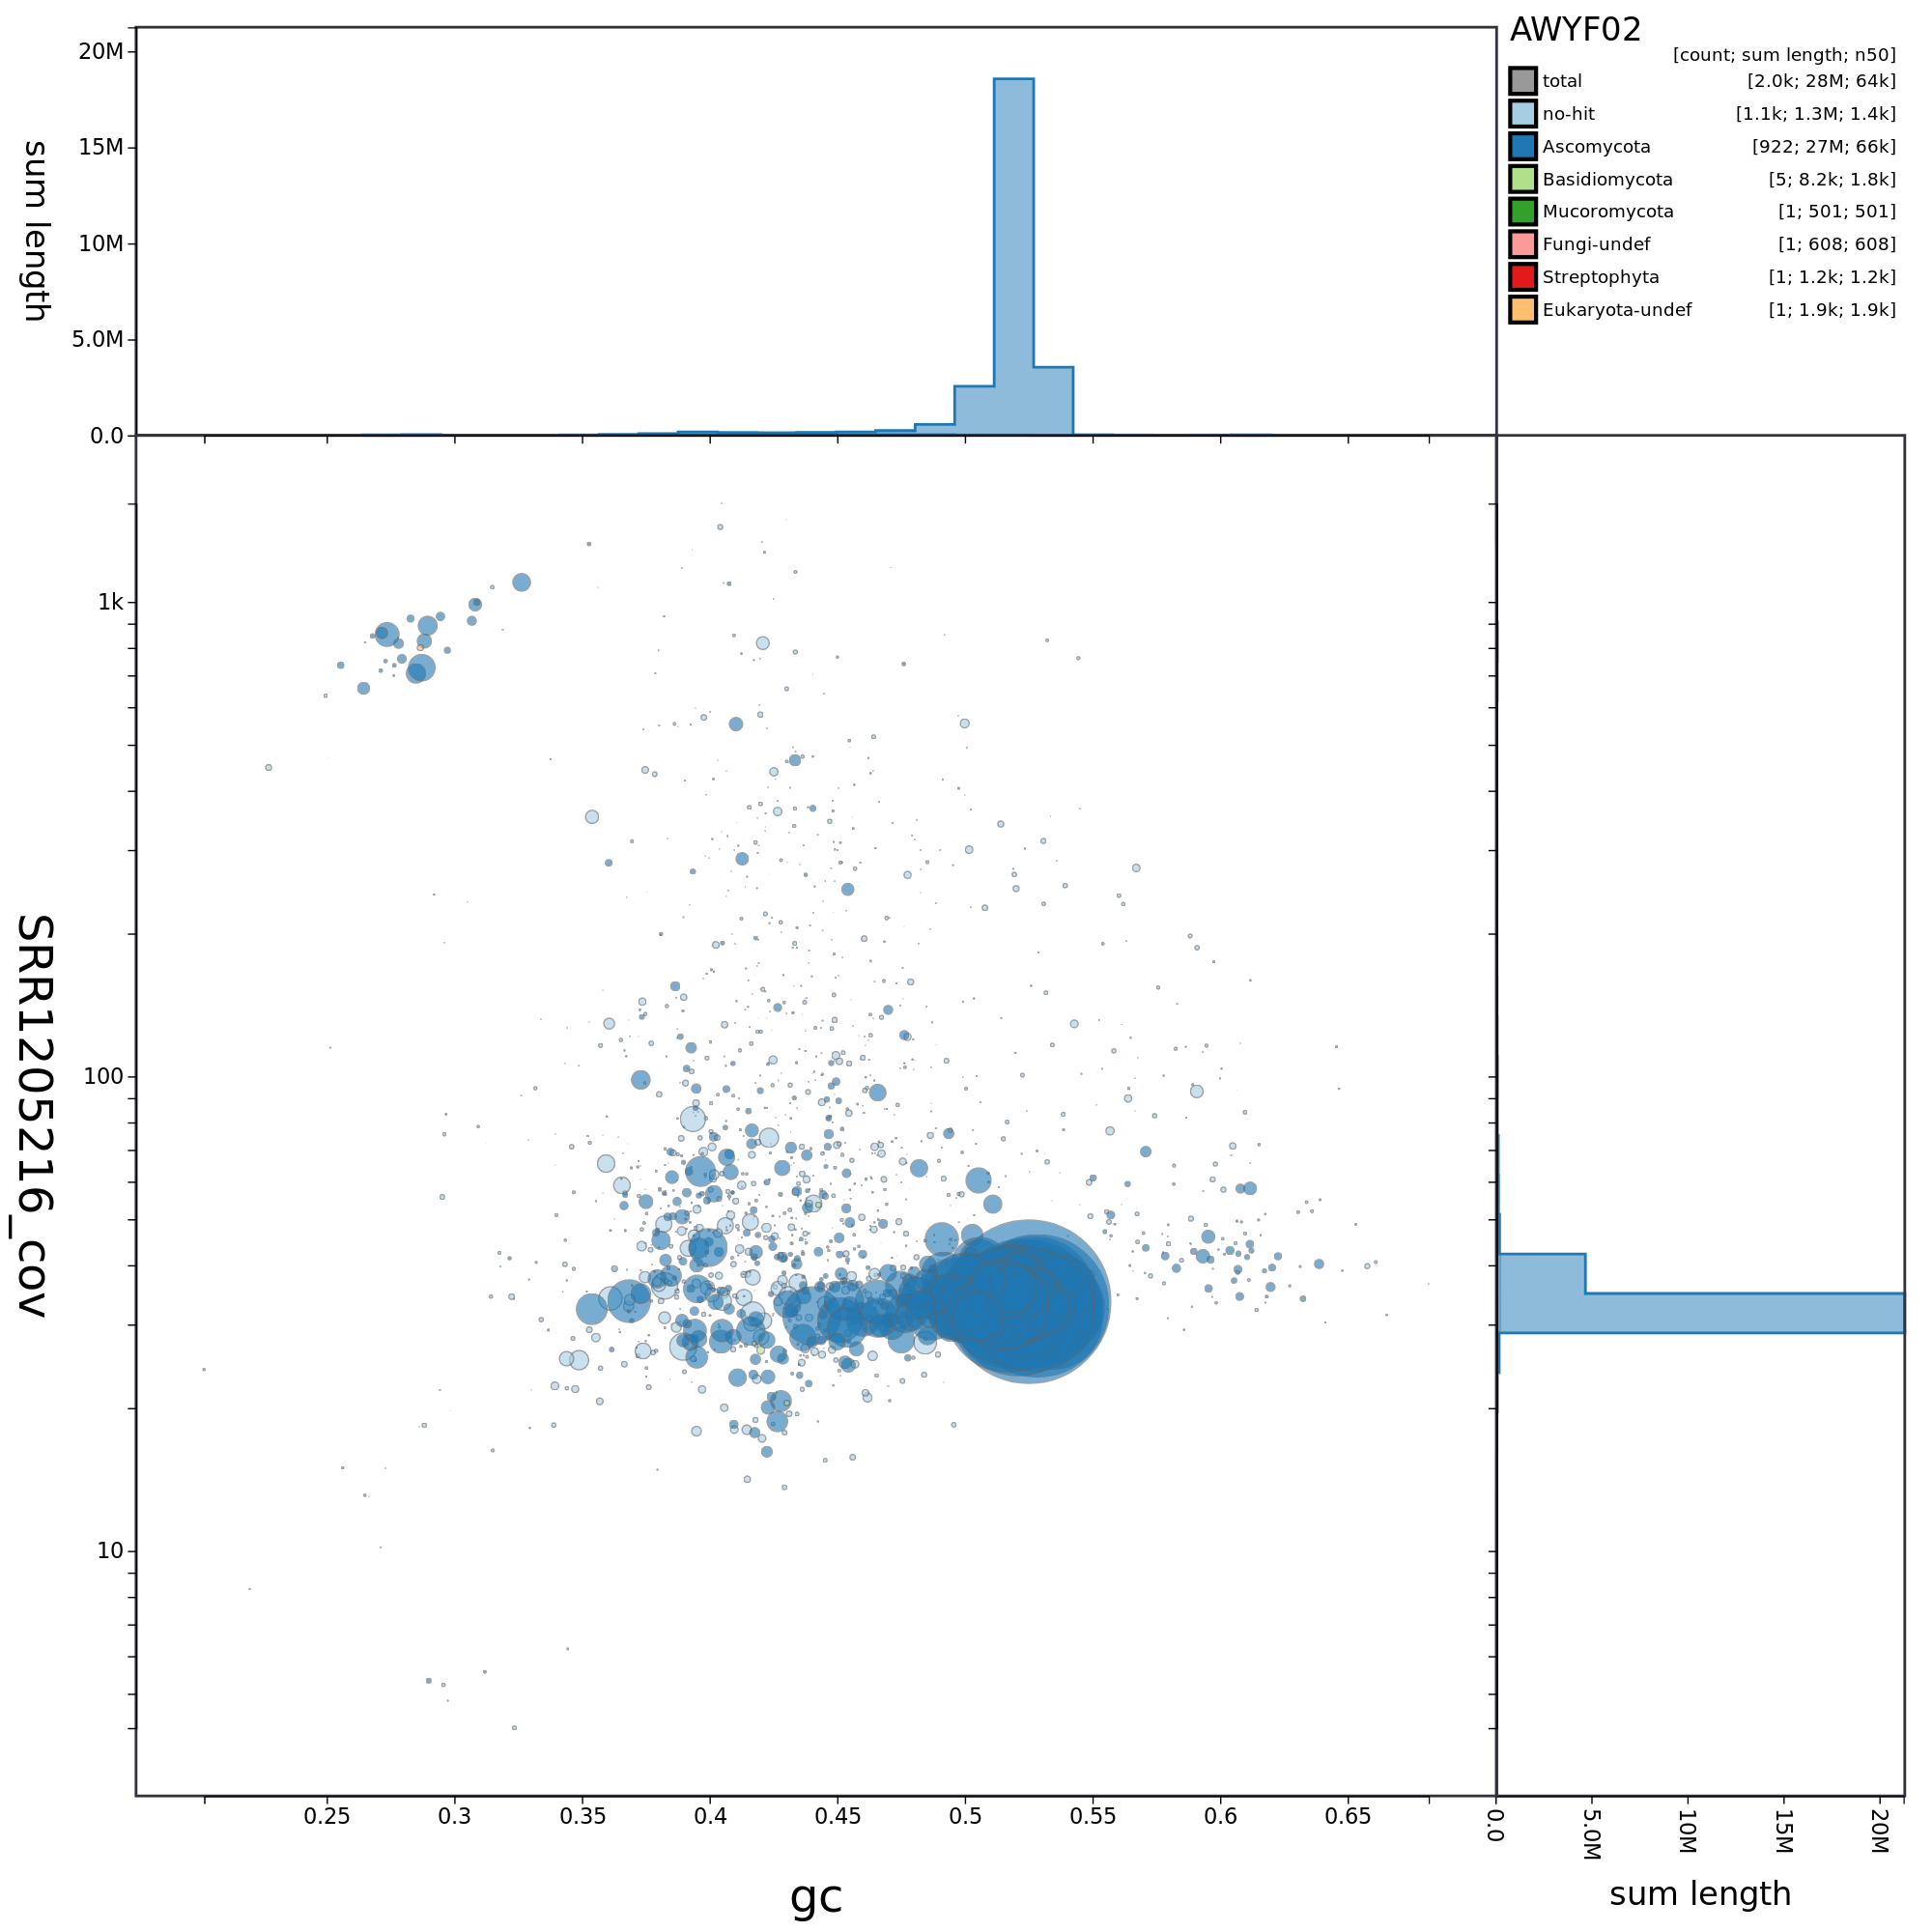 AWYF02
[count; sum length; n50]
total [2.0k; 28M; 64k]
no-hit [1.1k; 1.3M; 1.4k]
Ascomycota [922; 27M; 66k]
Basidiomycota [5; 8.2k; 1.8k]
Mucoromycota [1; 501; 501]
Fungi-undef [1; 608; 608]
Streptophyta [1; 1.2k; 1.2k]
Eukaryota-undef [1; 1.9k; 1.9k]
20M
15M
10M
5.0M
0.0
sum length
1k
100
10
SRR1205216_cov
0.25 0.3 0.35 0.4 0.45 0.5 0.55 0.6 0.65
gc
0.0 5.0M 10M 15M 20M
sum length